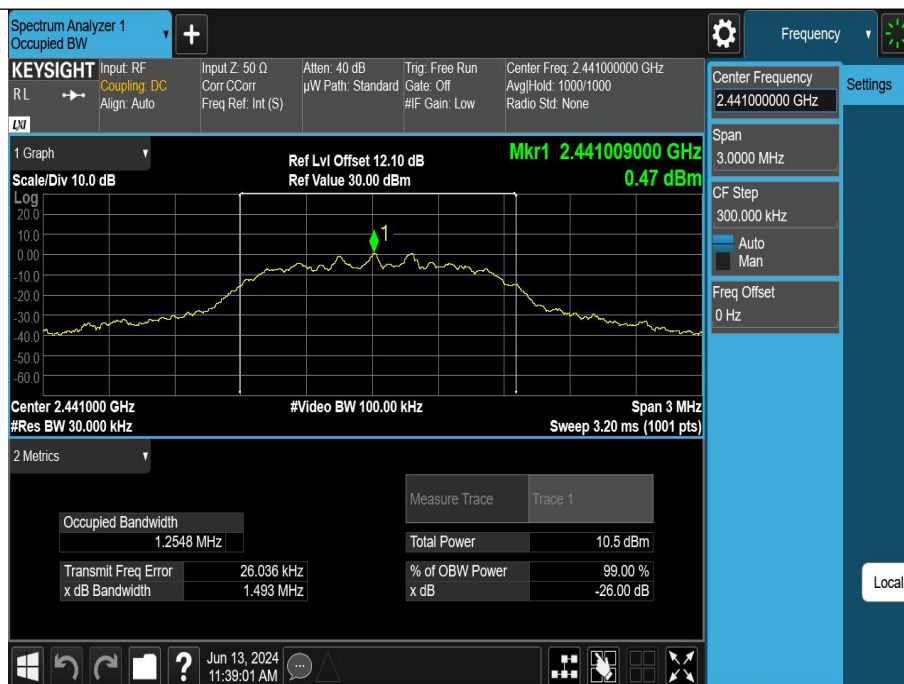 Spectrum Analyzer 1
Occupied BW
Frequency
KEYSIGHT
R L
LXI
Input: RF
Coupling: DC
Align: Auto
Input Z: 50 Ω
Corr CCorr
Freq Ref: Int (S)
Atten: 40 dB
µW Path: Standard
Trig: Free Run
Gate: Off
#IF Gain: Low
Center Freq: 2.441000000 GHz
Avg|Hold: 1000/1000
Radio Std: None
Center Frequency
2.441000000 GHz
Settings
Span
3.0000 MHz
CF Step
300.000 kHz
Auto
Man
Freq Offset
0 Hz
Local
1 Graph
Scale/Div 10.0 dB
Ref Lvl Offset 12.10 dB
Ref Value 30.00 dBm
Mkr1 2.441009000 GHz
0.47 dBm
Log
20.0
10.0
0.00
-10.0
-20.0
-30.0
-40.0
-50.0
-60.0
1
Center 2.441000 GHz
#Video BW 100.00 kHz
Span 3 MHz
#Res BW 30.000 kHz
Sweep 3.20 ms (1001 pts)
2 Metrics
Measure Trace
Trace 1
Occupied Bandwidth
1.2548 MHz
Total Power
10.5 dBm
Transmit Freq Error
26.036 kHz
% of OBW Power
99.00 %
x dB Bandwidth
1.493 MHz
x dB
-26.00 dB
?
Jun 13, 2024
11:39:01 AM